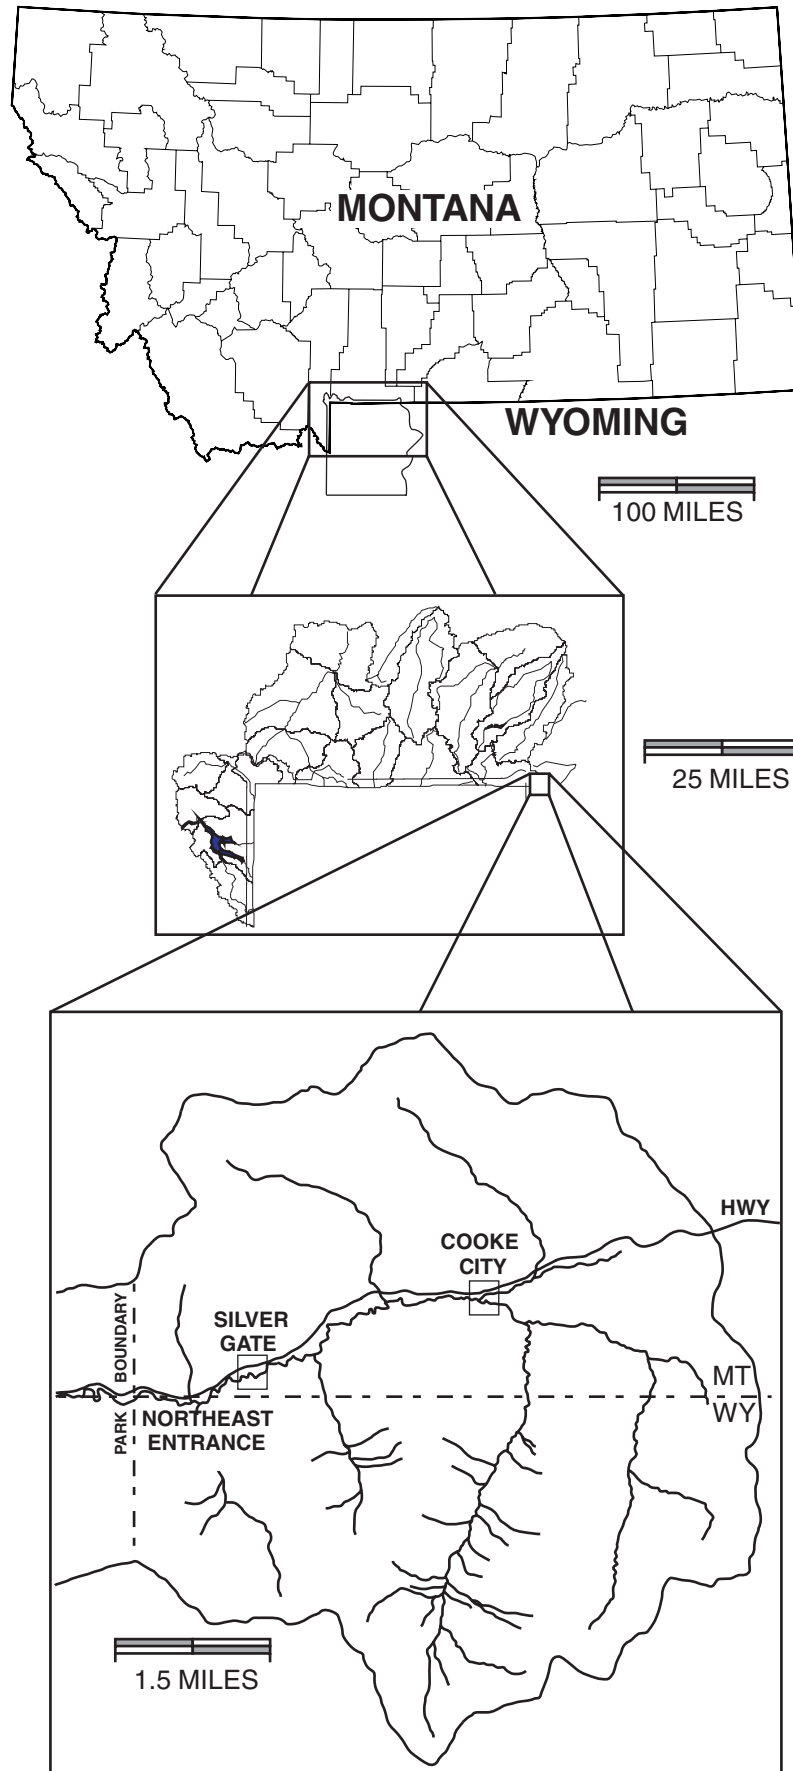 MONTANA
WYOMING
100 MILES
25 MILES
HWY
COOKE
CITY
SILVER
GATE
PARK BOUNDARY
MT
WY
NORTHEAST
ENTRANCE
1.5 MILES